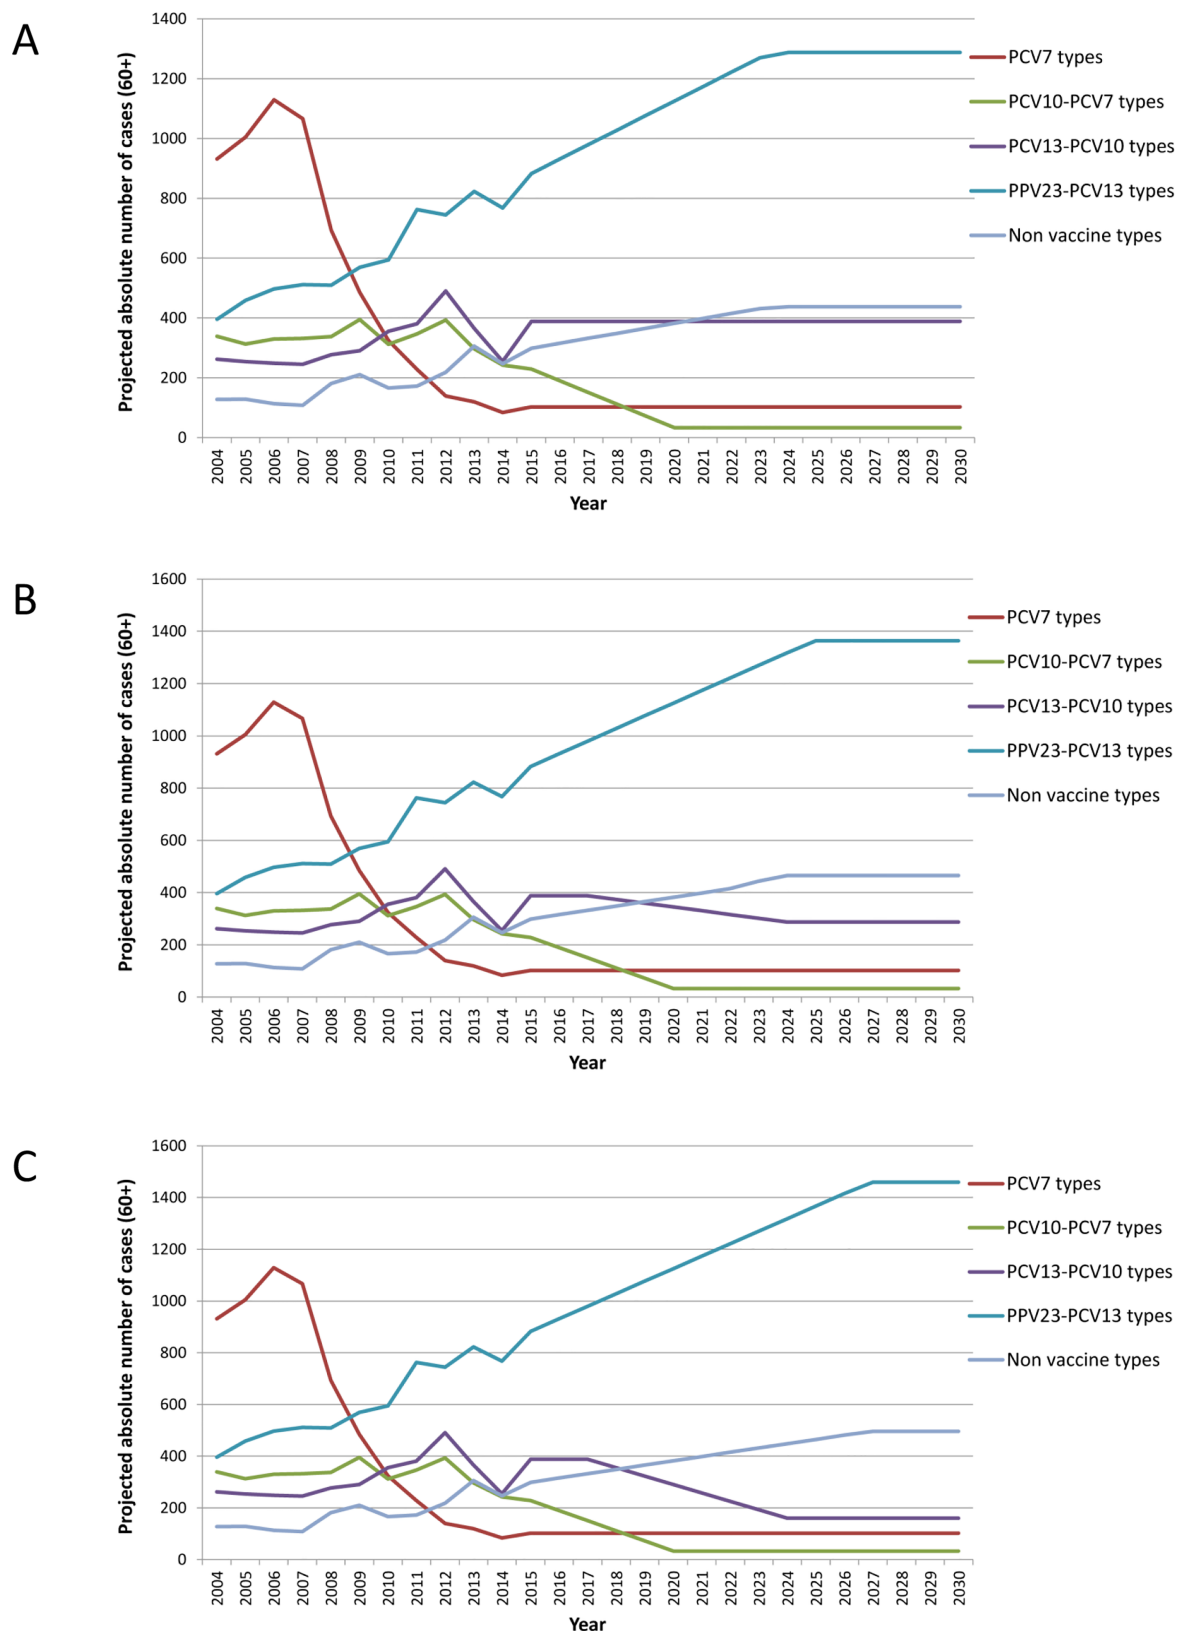 A
Projected absolute number of cases (60+)
1400
1200
1000
800
600
400
200
0
2004 2005 2006 2007 2008 2009 2010 2011 2012 2013 2014 2015 2016 2017 2018 2019 2020 2021 2022 2023 2024 2025 2026 2027 2028 2029 2030
Year
PCV7 types
PCV10-PCV7 types
PCV13-PCV10 types
PPV23-PCV13 types
Non vaccine types
B
Projected absolute number of cases (60+)
1600
1400
1200
1000
800
600
400
200
0
2004 2005 2006 2007 2008 2009 2010 2011 2012 2013 2014 2015 2016 2017 2018 2019 2020 2021 2022 2023 2024 2025 2026 2027 2028 2029 2030
Year
PCV7 types
PCV10-PCV7 types
PCV13-PCV10 types
PPV23-PCV13 types
Non vaccine types
C
Projected absolute number of cases (60+)
1600
1400
1200
1000
800
600
400
200
0
2004 2005 2006 2007 2008 2009 2010 2011 2012 2013 2014 2015 2016 2017 2018 2019 2020 2021 2022 2023 2024 2025 2026 2027 2028 2029 2030
Year
PCV7 types
PCV10-PCV7 types
PCV13-PCV10 types
PPV23-PCV13 types
Non vaccine types